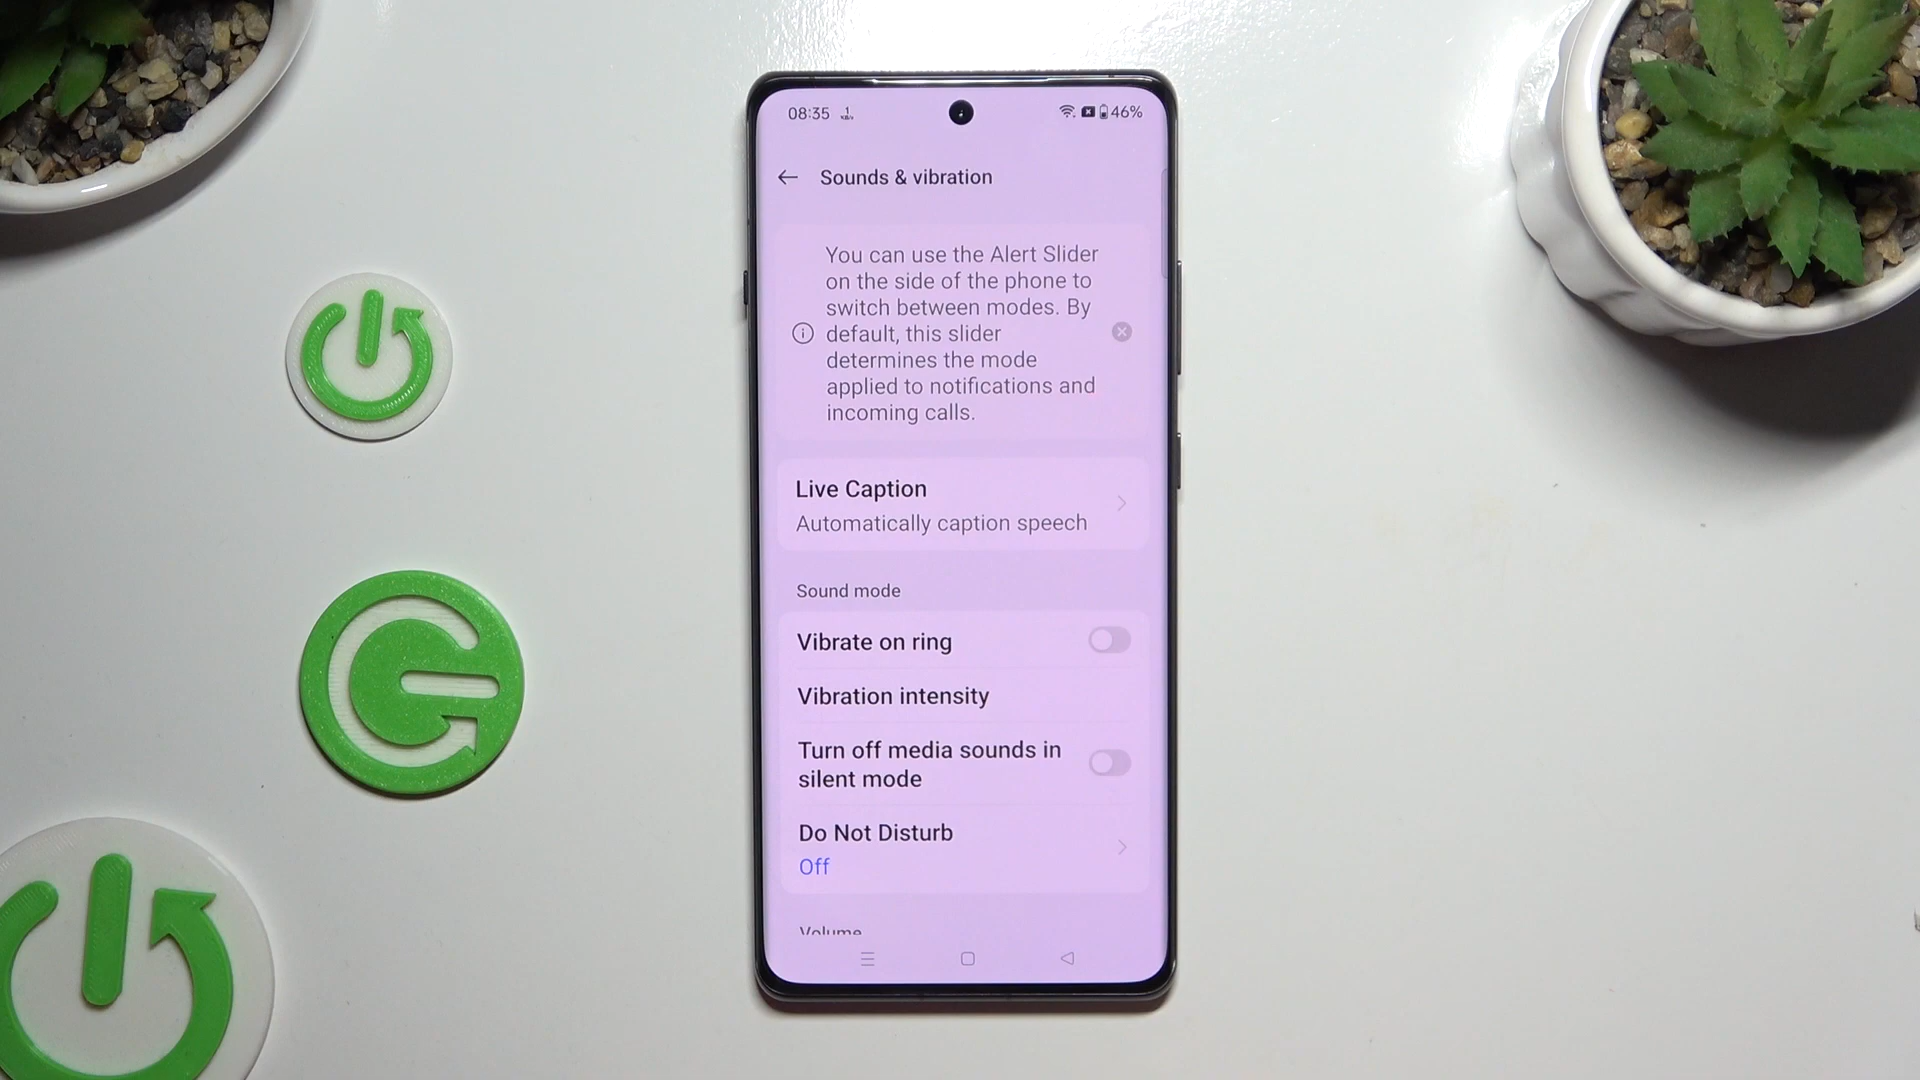 08:35 46%
Sounds & vibration
You can use the Alert Slider
on the side of the phone to
switch between modes. By
default, this slider
determines the mode
applied to notifications and
incoming calls.
Live Caption
Automatically caption speech
Sound mode
Vibrate on ring
Vibration intensity
Turn off media sounds in
silent mode
Do Not Disturb
Off
Volume